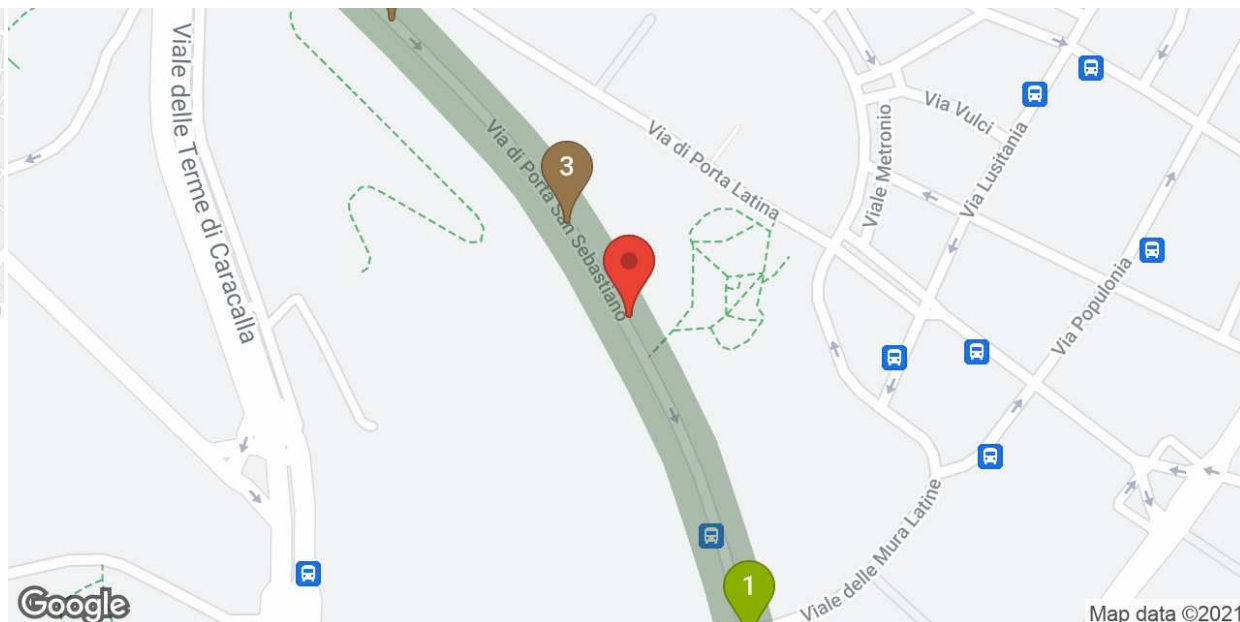 Viale delle Terme di Caracalla
Via di Porta San Sebastiano
3
Via di Porta Latina
Viale Metronio
Via Vulci
Via Lusitania
Via Populonia
Viale delle Mura Latine
1
Google
Map data ©2021